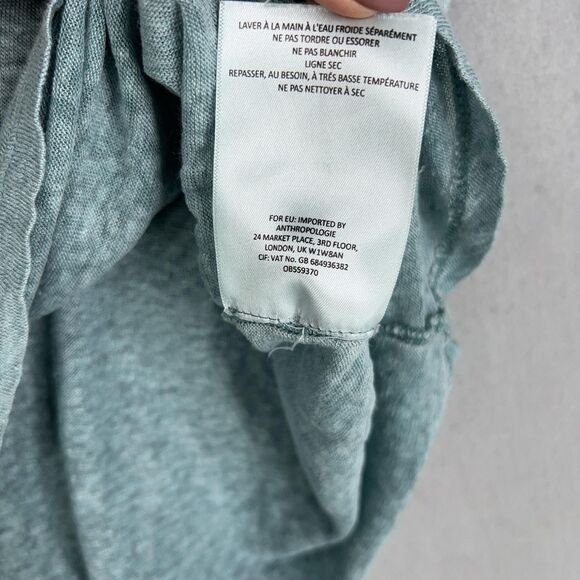 LAVER À LA MAIN À L'EAU FROIDE SÉPARÉMENT
NE PAS TORDRE OU ESSORER
NE PAS BLANCHIR
LIGNE SEC
REPASSER, AU BESOIN, À TRÉS BASSE TEMPÉRATURE
NE PAS NETTOYER À SEC
FOR EU: IMPORTED BY
ANTHROPOLOGIE
24 MARKET PLACE, 3RD FLOOR,
LONDON, UK W1W8AN
CIF: VAT No. GB 684936382
OB559370